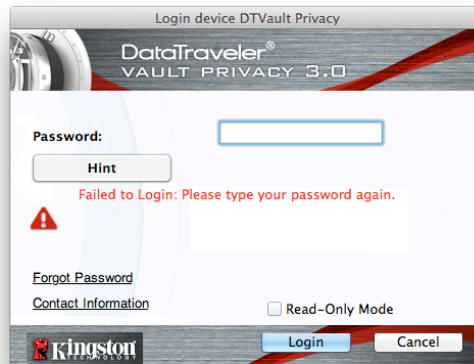 Login device DTVault Privacy
DataTraveler®
VAULT PRIVACY 3.0
Password:
Hint
Failed to Login: Please type your password again.
Forgot Password
Contact Information
Read-Only Mode
Kingston
TECHNOLOGY
Login
Cancel